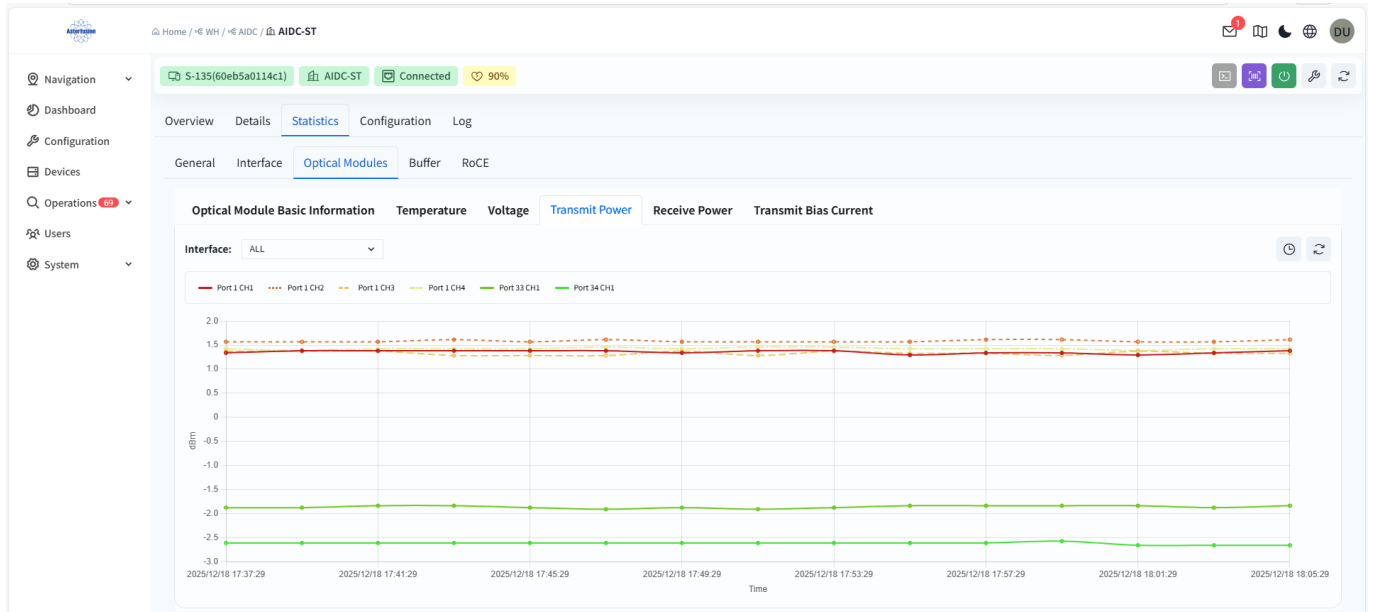 Asterfusion
Home / WH / AIDC / AIDC-ST
1
DU
Navigation
Dashboard
Configuration
Devices
Operations 69
Users
System
S-135(60eb5a0114c1) AIDC-ST Connected 90%
Overview Details Statistics Configuration Log
General Interface Optical Modules Buffer RoCE
Optical Module Basic Information Temperature Voltage Transmit Power Receive Power Transmit Bias Current
Interface: ALL
Port 1 CH1 Port 1 CH2 Port 1 CH3 Port 1 CH4 Port 33 CH1 Port 34 CH1
2.0
1.5
1.0
0.5
0
-0.5
-1.0
-1.5
-2.0
-2.5
-3.0
dBm
2025/12/18 17:37:29 2025/12/18 17:41:29 2025/12/18 17:45:29 2025/12/18 17:49:29 2025/12/18 17:53:29 2025/12/18 17:57:29 2025/12/18 18:01:29 2025/12/18 18:05:29
Time